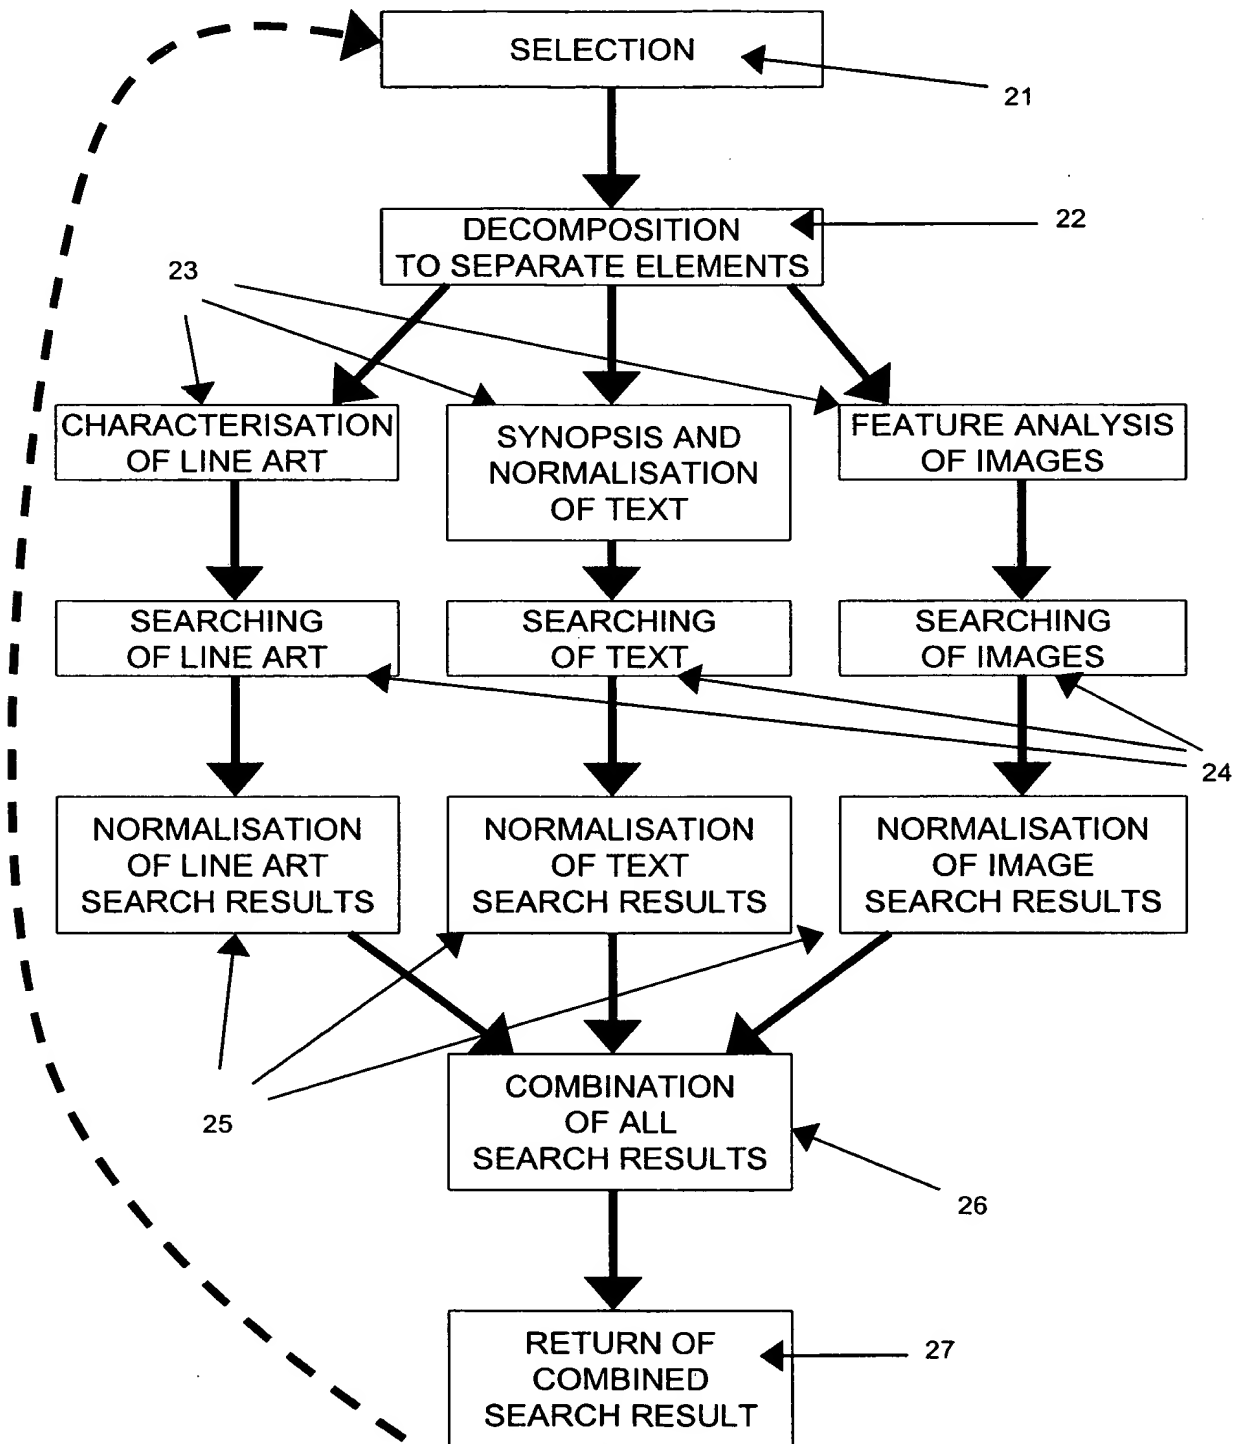 SELECTION
21
DECOMPOSITION
TO SEPARATE ELEMENTS
22
23
CHARACTERISATION
OF LINE ART
SYNOPSIS AND
NORMALISATION
OF TEXT
FEATURE ANALYSIS
OF IMAGES
SEARCHING
OF LINE ART
SEARCHING
OF TEXT
SEARCHING
OF IMAGES
24
NORMALISATION
OF LINE ART
SEARCH RESULTS
NORMALISATION
OF TEXT
SEARCH RESULTS
NORMALISATION
OF IMAGE
SEARCH RESULTS
25
COMBINATION
OF ALL
SEARCH RESULTS
26
RETURN OF
COMBINED
SEARCH RESULT
27